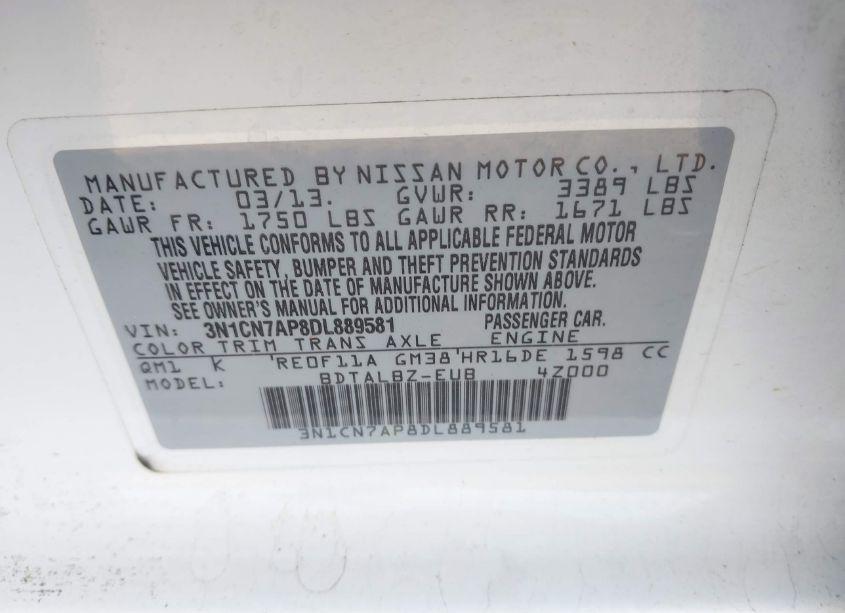 MANUFACTURED BY NISSAN MOTOR CO., LTD.
DATE: 03/13. GVWR: 3389 LBS
GAWR FR: 1750 LBS GAWR RR: 1671 LBS
THIS VEHICLE CONFORMS TO ALL APPLICABLE FEDERAL MOTOR
VEHICLE SAFETY, BUMPER AND THEFT PREVENTION STANDARDS
IN EFFECT ON THE DATE OF MANUFACTURE SHOWN ABOVE.
SEE OWNER'S MANUAL FOR ADDITIONAL INFORMATION.
VIN: 3N1CN7AP8DL889581 PASSENGER CAR.
COLOR TRIM TRANS AXLE ENGINE
QM1 K 'RE0F11A GM38'HR16DE 1598 CC
MODEL: BDTALBZ-EUB 4Z000
3N1CN7AP8DL889581